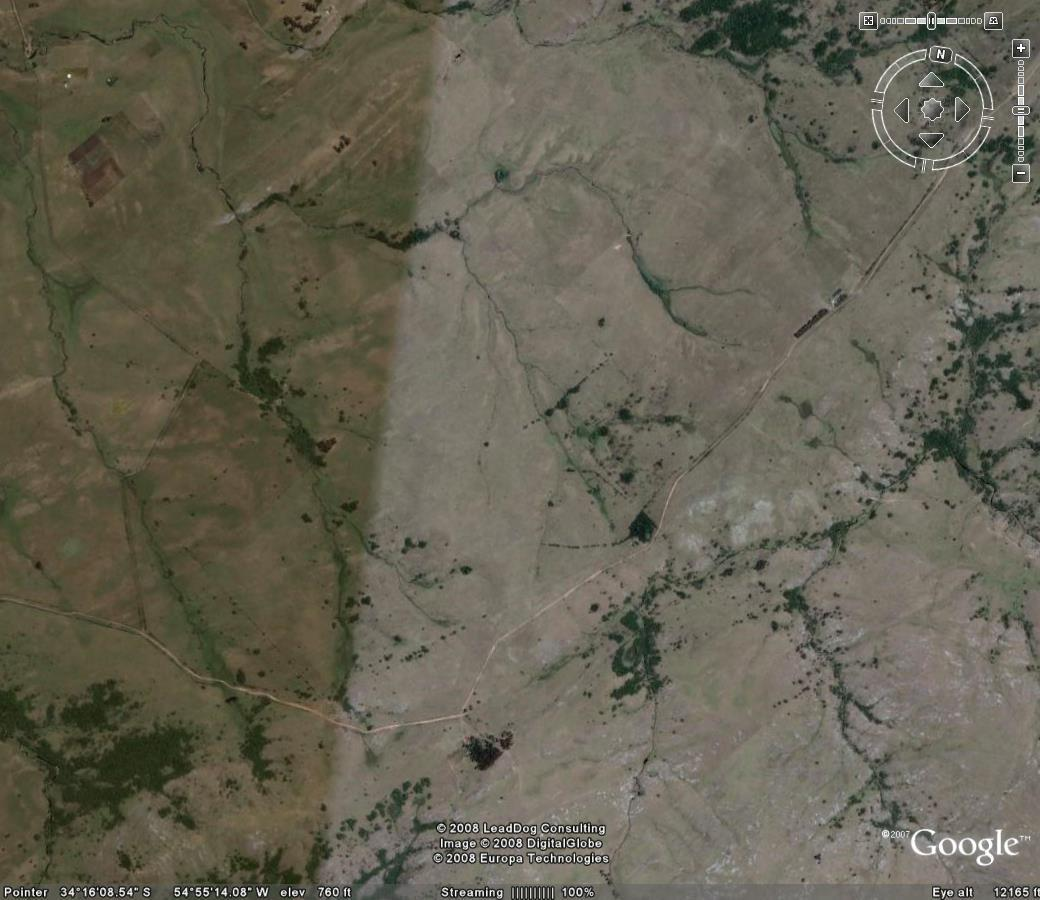 N
© 2008 LeadDog Consulting
Image © 2008 DigitalGlobe
© 2008 Europa Technologies
©2007 Google™
Pointer 34°16'08.54" S 54°55'14.08" W elev 760 ft Streaming |||||||||| 100% Eye alt 12165 ft